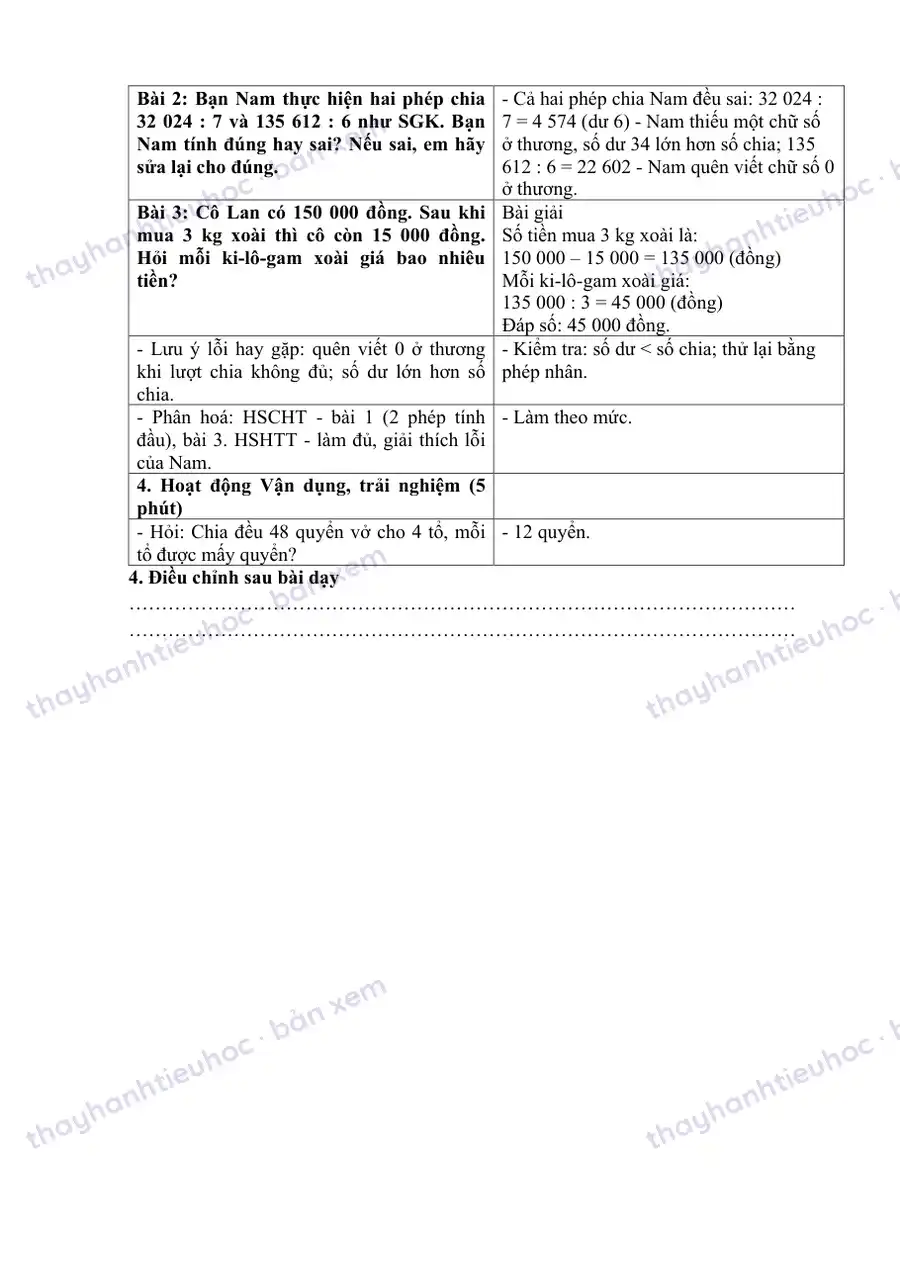 Bài 2: Bạn Nam thực hiện hai phép chia
32 024 : 7 và 135 612 : 6 như SGK. Bạn
Nam tính đúng hay sai? Nếu sai, em hãy
sửa lại cho đúng.
- Cả hai phép chia Nam đều sai: 32 024 :
7 = 4 574 (dư 6) - Nam thiếu một chữ số
ở thương, số dư 34 lớn hơn số chia; 135
612 : 6 = 22 602 - Nam quên viết chữ số 0
ở thương.
Bài 3: Cô Lan có 150 000 đồng. Sau khi
mua 3 kg xoài thì cô còn 15 000 đồng.
Hỏi mỗi ki-lô-gam xoài giá bao nhiêu
tiền?
Bài giải
Số tiền mua 3 kg xoài là:
150 000 – 15 000 = 135 000 (đồng)
Mỗi ki-lô-gam xoài giá:
135 000 : 3 = 45 000 (đồng)
Đáp số: 45 000 đồng.
- Lưu ý lỗi hay gặp: quên viết 0 ở thương
khi lượt chia không đủ; số dư lớn hơn số
chia.
- Kiểm tra: số dư < số chia; thử lại bằng
phép nhân.
- Phân hoá: HSCHT - bài 1 (2 phép tính
đầu), bài 3. HSHTT - làm đủ, giải thích lỗi
của Nam.
- Làm theo mức.
4. Hoạt động Vận dụng, trải nghiệm (5
phút)
- Hỏi: Chia đều 48 quyển vở cho 4 tổ, mỗi
tổ được mấy quyển?
- 12 quyển.
4. Điều chỉnh sau bài dạy
…………………………………………………………………………………………
…………………………………………………………………………………………
thayhanhtieuhoc · bản xem
thayhanhtieuhoc · b
thayhanhtieuhoc · bản xem
thayhanhtieuhoc · b
thayhanhtieuhoc · bản xem
thayhanhtieuhoc · b